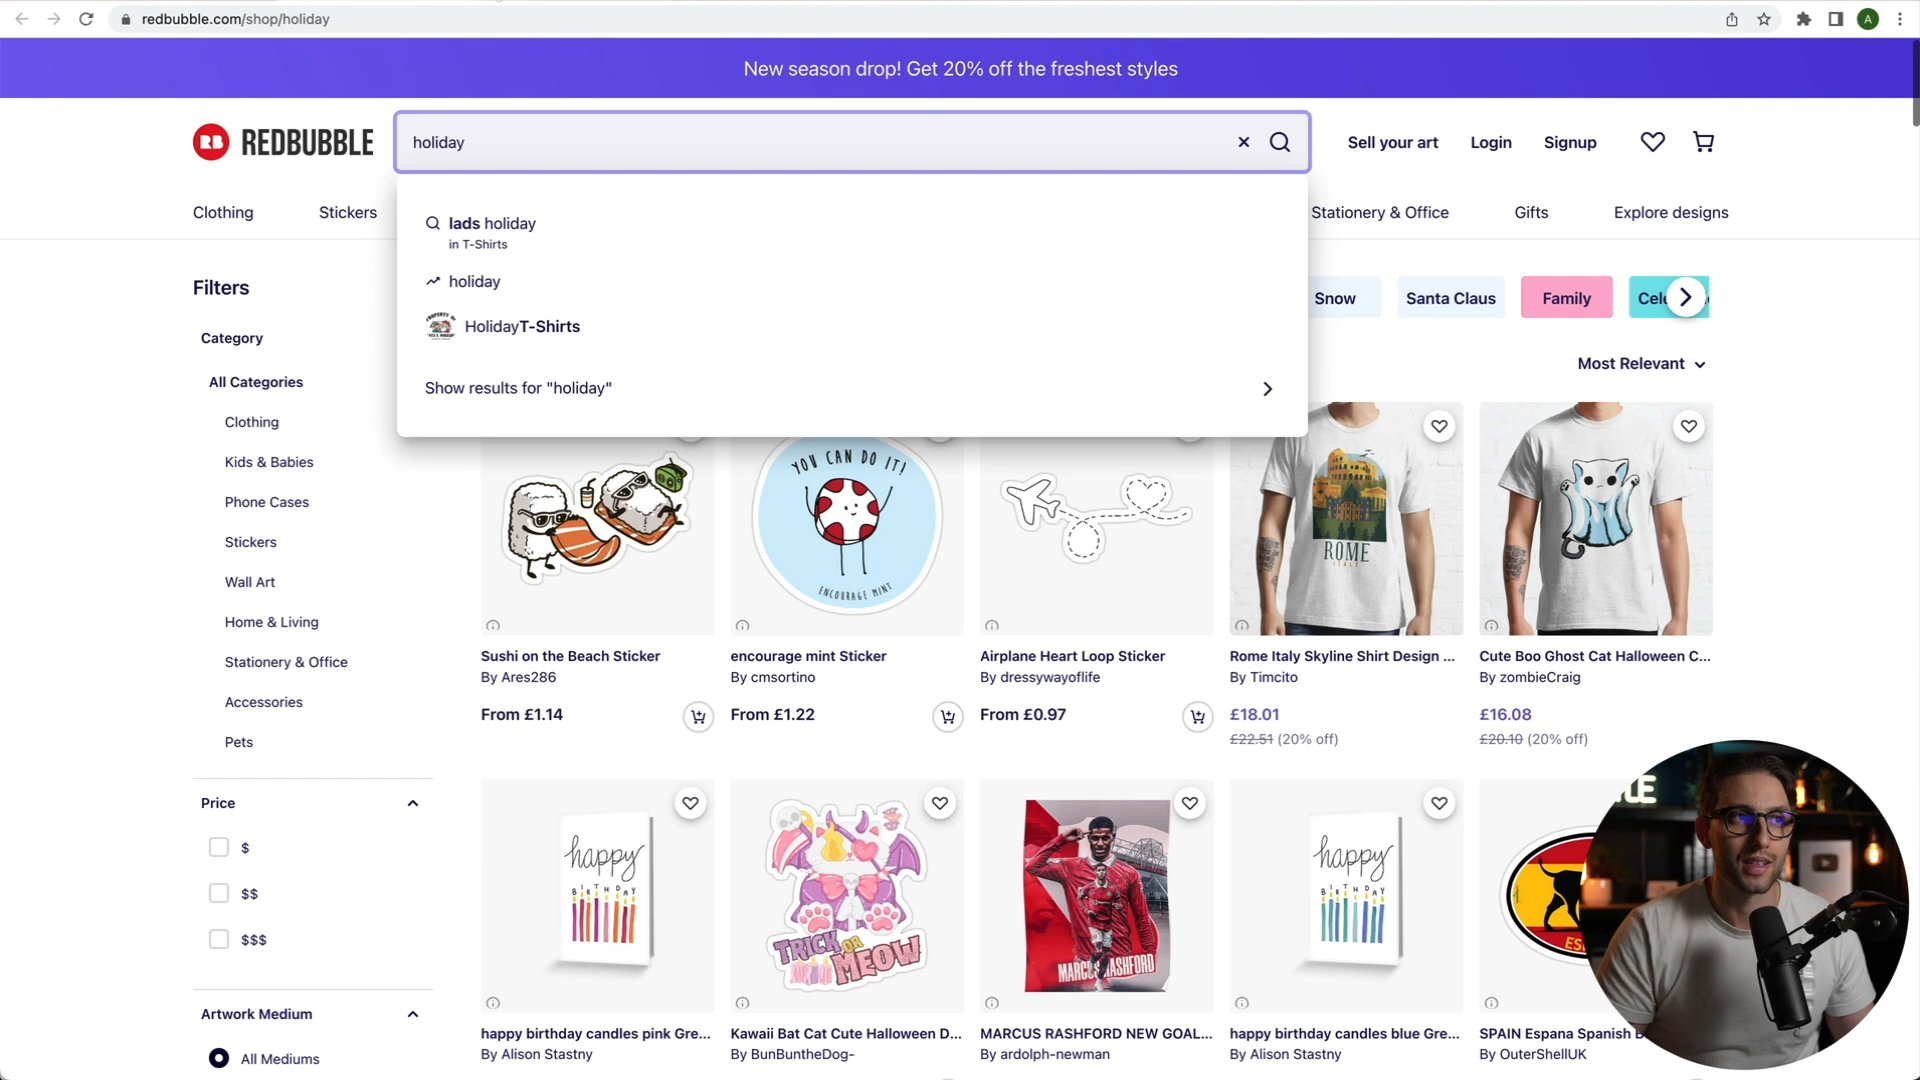 redbubble.com/shop/holiday
A
New season drop! Get 20% off the freshest styles
RB REDBUBBLE
holiday
Sell your art
Login
Signup
Clothing
Stickers
Stationery & Office
Gifts
Explore designs
lads holiday
in T-Shirts
holiday
HolidayT-Shirts
Show results for "holiday"
Filters
Category
All Categories
Clothing
Kids & Babies
Phone Cases
Stickers
Wall Art
Home & Living
Stationery & Office
Accessories
Pets
Price
$
$$
$$$
Artwork Medium
All Mediums
Snow
Santa Claus
Family
Most Relevant
YOU CAN DO IT!
ENCOURAGE MINT
ROME
ITALY
Sushi on the Beach Sticker
By Ares286
From £1.14
encourage mint Sticker
By cmsortino
From £1.22
Airplane Heart Loop Sticker
By dressywayoflife
From £0.97
Rome Italy Skyline Shirt Design ...
By Timcito
£18.01
£22.51 (20% off)
Cute Boo Ghost Cat Halloween C...
By zombieCraig
£16.08
£20.10 (20% off)
happy
BIRTHDAY
TRICK OR
MEOW
MARCUS RASHFORD
happy
BIRTHDAY
happy birthday candles pink Gre...
By Alison Stastny
Kawaii Bat Cat Cute Halloween D...
By BunBuntheDog-
MARCUS RASHFORD NEW GOAL...
By ardolph-newman
happy birthday candles blue Gre...
By Alison Stastny
SPAIN Espana Spanish
By OuterShellUK